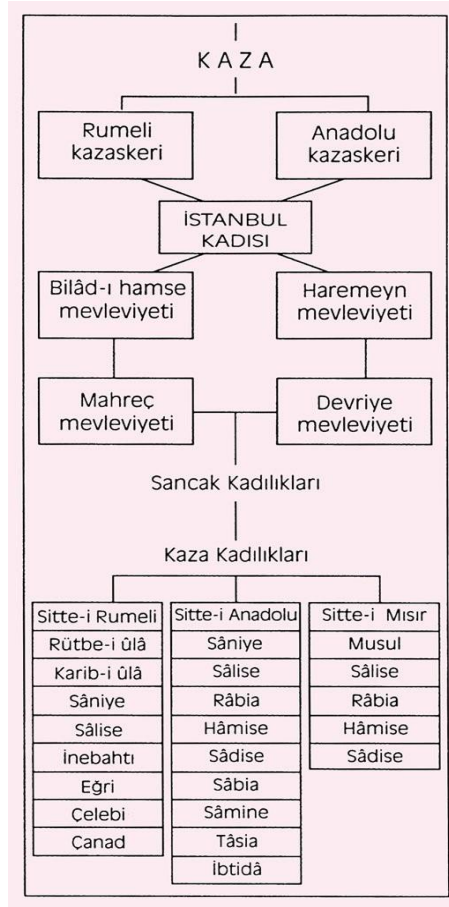 K A Z A
Rumeli
kazaskeri
Anadolu
kazaskeri
İSTANBUL
KADISI
Bilâd-ı hamse
mevleviyeti
Haremeyn
mevleviyeti
Mahreç
mevleviyeti
Devriye
mevleviyeti
Sancak Kadılıkları
Kaza Kadılıkları
Sitte-i Rumeli
Rütbe-i ûlâ
Karib-i ûlâ
Sâniye
Sâlise
İnebahtı
Eğri
Çelebi
Çanad
Sitte-i Anadolu
Sâniye
Sâlise
Râbia
Hâmise
Sâdise
Sâbia
Sâmine
Tâsia
İbtidâ
Sitte-i Mısır
Musul
Sâlise
Râbia
Hâmise
Sâdise